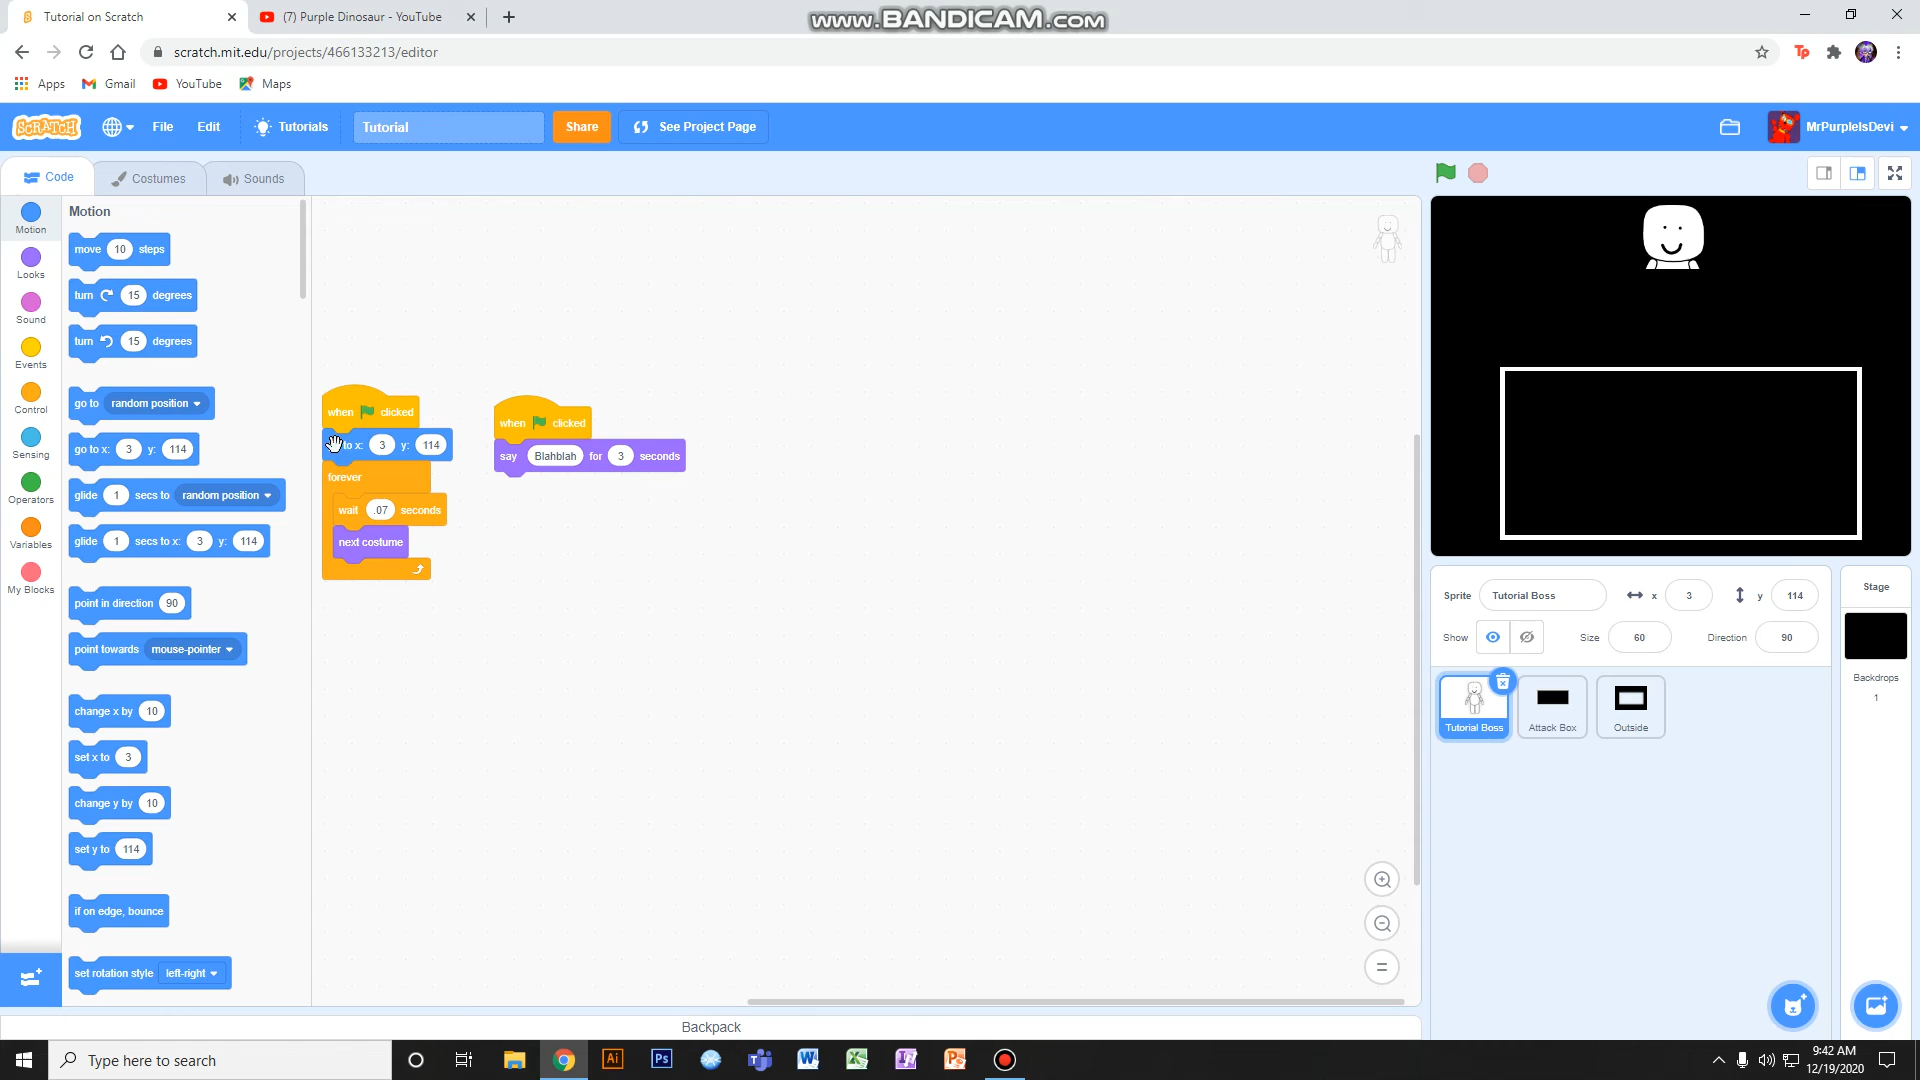 Tutorial on Scratch
(7) Purple Dinosaur - YouTube
www.BANDICAM.com
scratch.mit.edu/projects/466133213/editor
Tp
Apps
Gmail
YouTube
Maps
SCRATCH
File
Edit
Tutorials
Tutorial
Share
See Project Page
MrPurpleIsDevi
Code
Costumes
Sounds
Motion
Looks
Sound
Events
Control
Sensing
Operators
Variables
My Blocks
Motion
move 10 steps
turn 15 degrees
turn 15 degrees
go to random position
go to x: 3 y: 114
glide 1 secs to random position
glide 1 secs to x: 3 y: 114
point in direction 90
point towards mouse-pointer
change x by 10
set x to 3
change y by 10
set y to 114
if on edge, bounce
set rotation style left-right
when clicked
to x: 3 y: 114
forever
wait .07 seconds
next costume
when clicked
say Blahblah for 3 seconds
Sprite Tutorial Boss x 3 y 114
Show Size 60 Direction 90
Tutorial Boss
Attack Box
Outside
Stage
Backdrops
1
Backpack
Type here to search
Ai
Ps
9:42 AM
12/19/2020